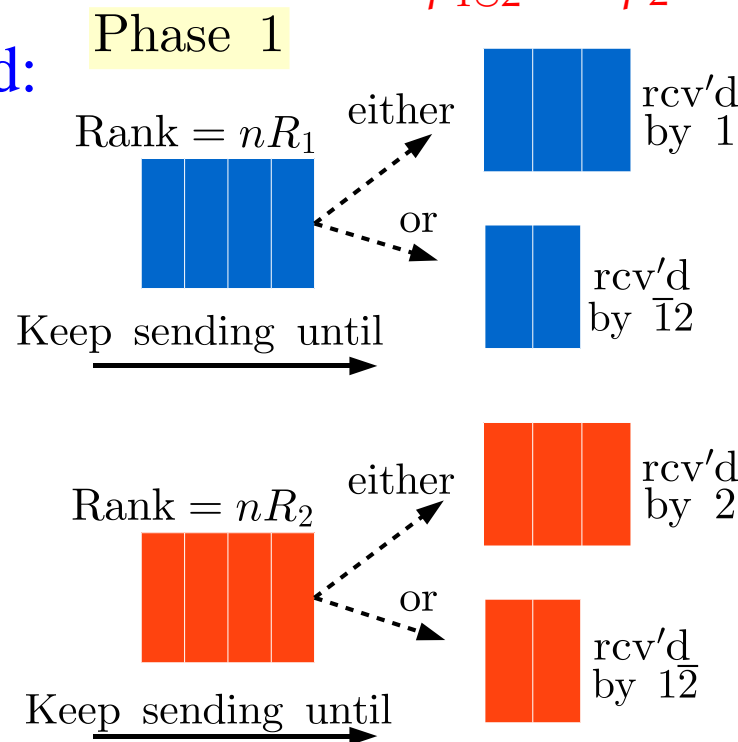 Phase 1
d:
Rank = nR₁
either
rcv′d
by 1
or
rcv′d
by 1̅2
Keep sending until
Rank = nR₂
either
rcv′d
by 2
or
rcv′d
by 12̅
Keep sending until